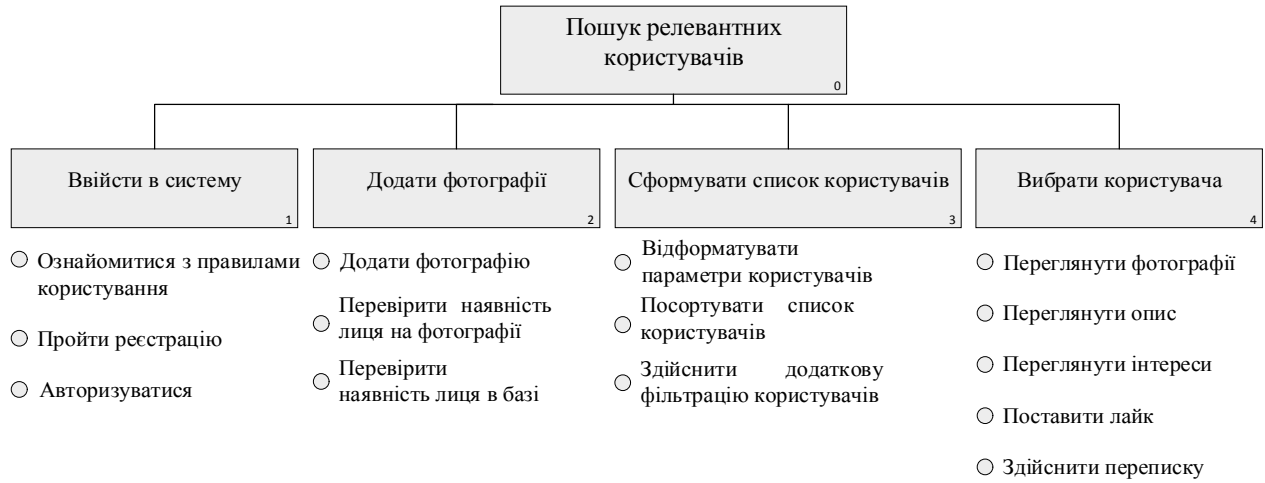 Пошук релевантних
користувачів
0
Ввійсти в систему
1
Додати фотографії
2
Сформувати список користувачів
3
Вибрати користувача
4
Ознайомитися з правилами
користування
Пройти реєстрацію
Авторизуватися
Додати фотографію
Перевірити наявність
лиця на фотографії
Перевірити
наявність лиця в базі
Відформатувати
параметри користувачів
Посортувати список
користувачів
Здійснити додаткову
фільтрацію користувачів
Переглянути фотографії
Переглянути опис
Переглянути інтереси
Поставити лайк
Здійснити переписку